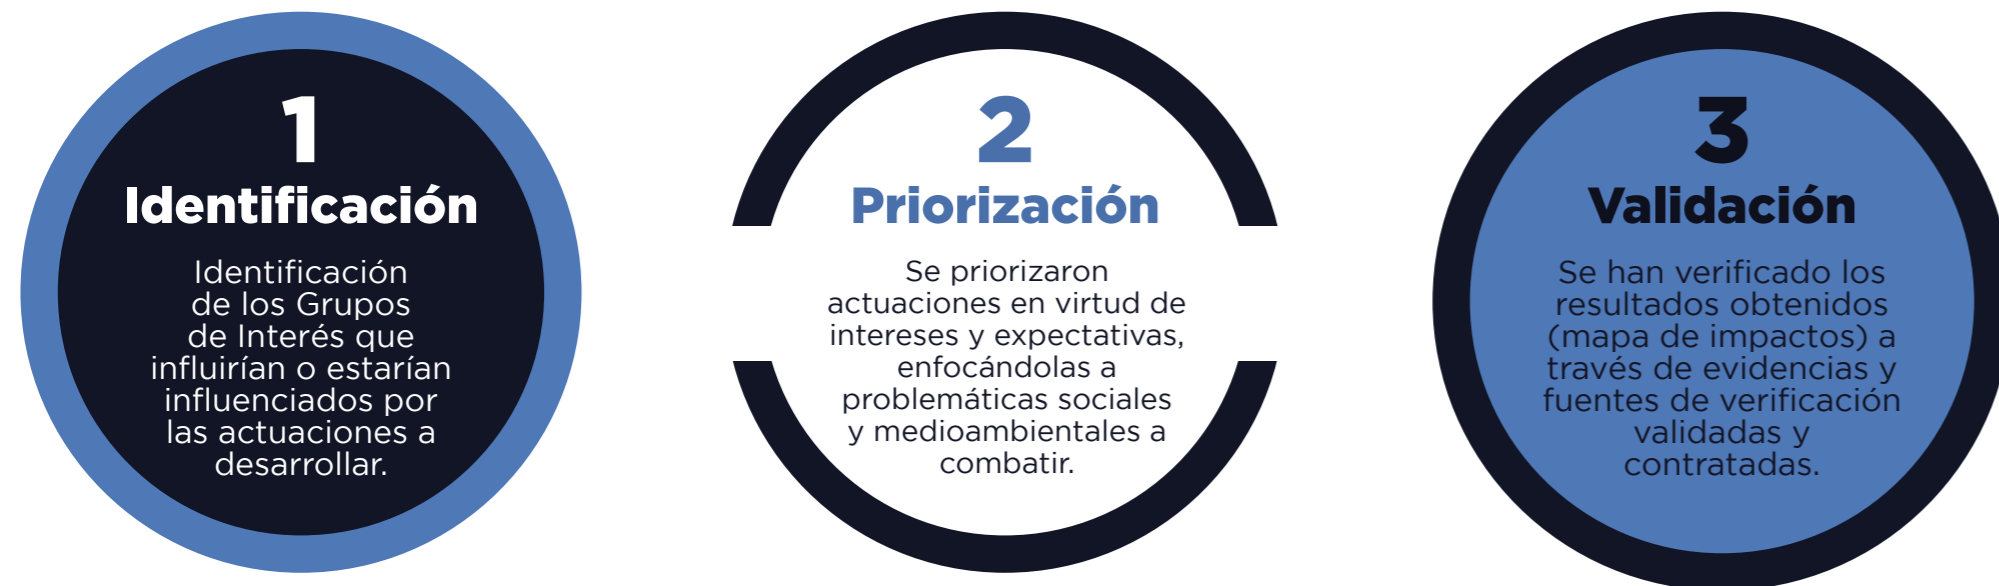 1
Identificación
Identificación
de los Grupos
de Interés que
influirían o estarían
influenciados por
las actuaciones a
desarrollar.
2
Priorización
Se priorizaron
actuaciones en virtud de
intereses y expectativas,
enfocándolas a
problemáticas sociales
y medioambientales a
combatir.
3
Validación
Se han verificado los
resultados obtenidos
(mapa de impactos) a
través de evidencias y
fuentes de verificación
validadas y
contratadas.